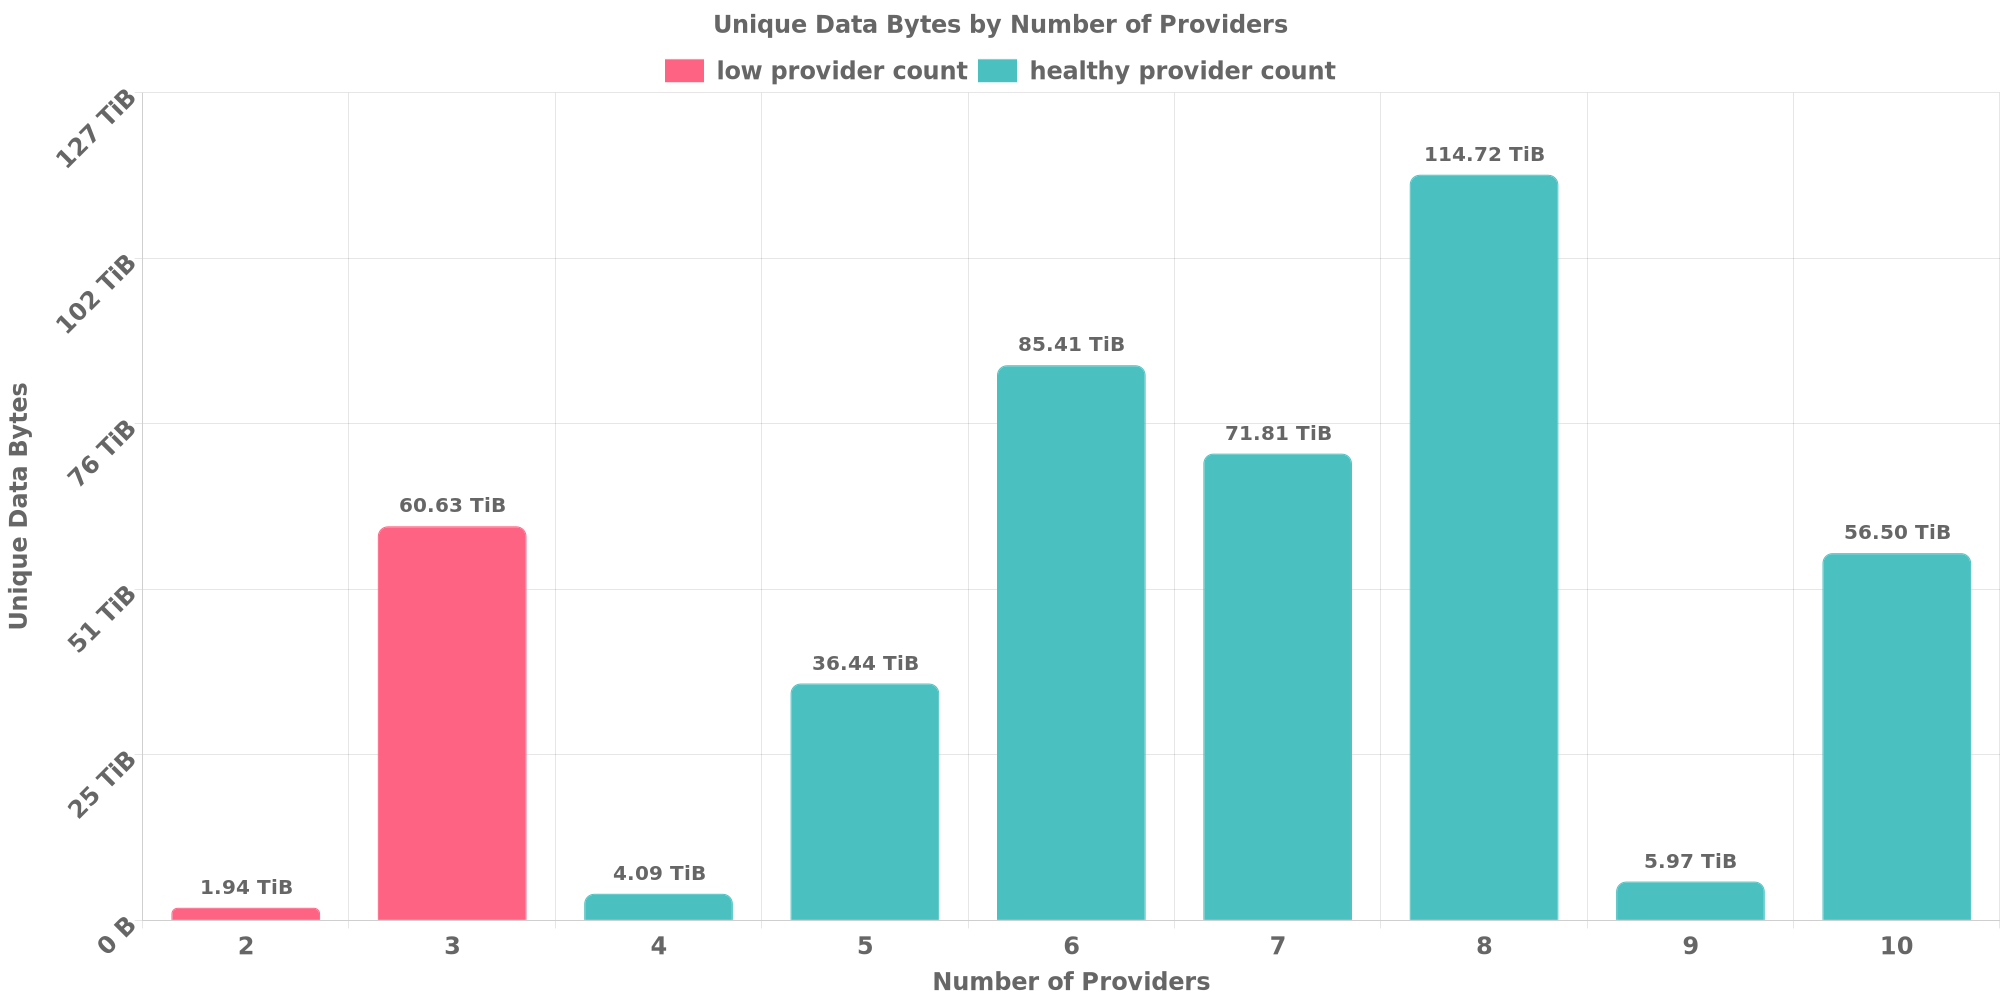 Unique Data Bytes by Number of Providers
low provider count healthy provider count
127 TiB
102 TiB
76 TiB
51 TiB
25 TiB
0 B
Unique Data Bytes
1.94 TiB
60.63 TiB
4.09 TiB
36.44 TiB
85.41 TiB
71.81 TiB
114.72 TiB
5.97 TiB
56.50 TiB
2 3 4 5 6 7 8 9 10
Number of Providers